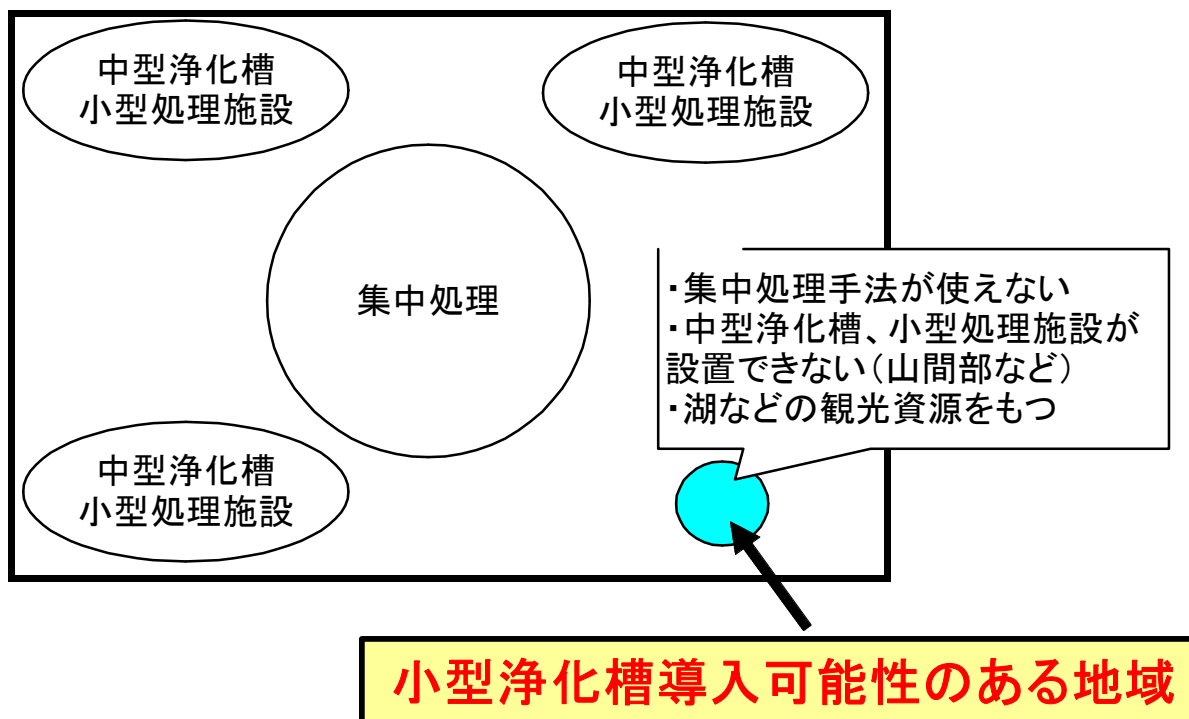 中型浄化槽
小型処理施設
中型浄化槽
小型処理施設
集中処理
・集中処理手法が使えない
・中型浄化槽、小型処理施設が
設置できない（山間部など）
・湖などの観光資源をもつ
中型浄化槽
小型処理施設
小型浄化槽導入可能性のある地域